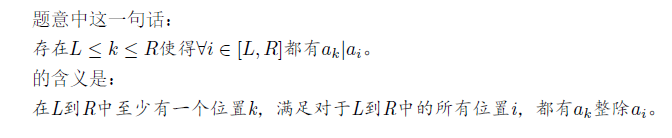 题意中这一句话：
存在L ≤ k ≤ R使得∀i ∈ [L, R]都有a_k|a_i。
的含义是：
在L到R中至少有一个位置k，满足对于L到R中的所有位置i，都有a_k整除a_i。